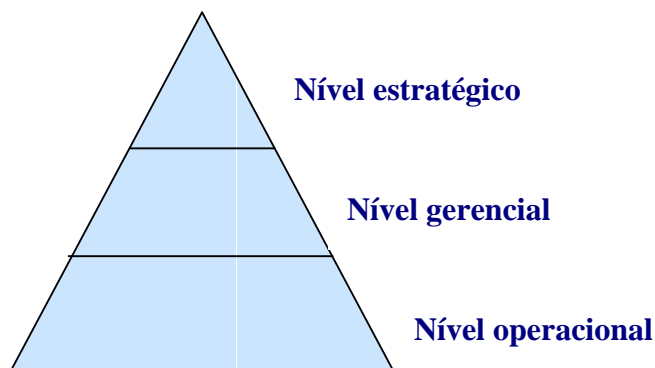 Nível estratégico
Nível gerencial
Nível operacional